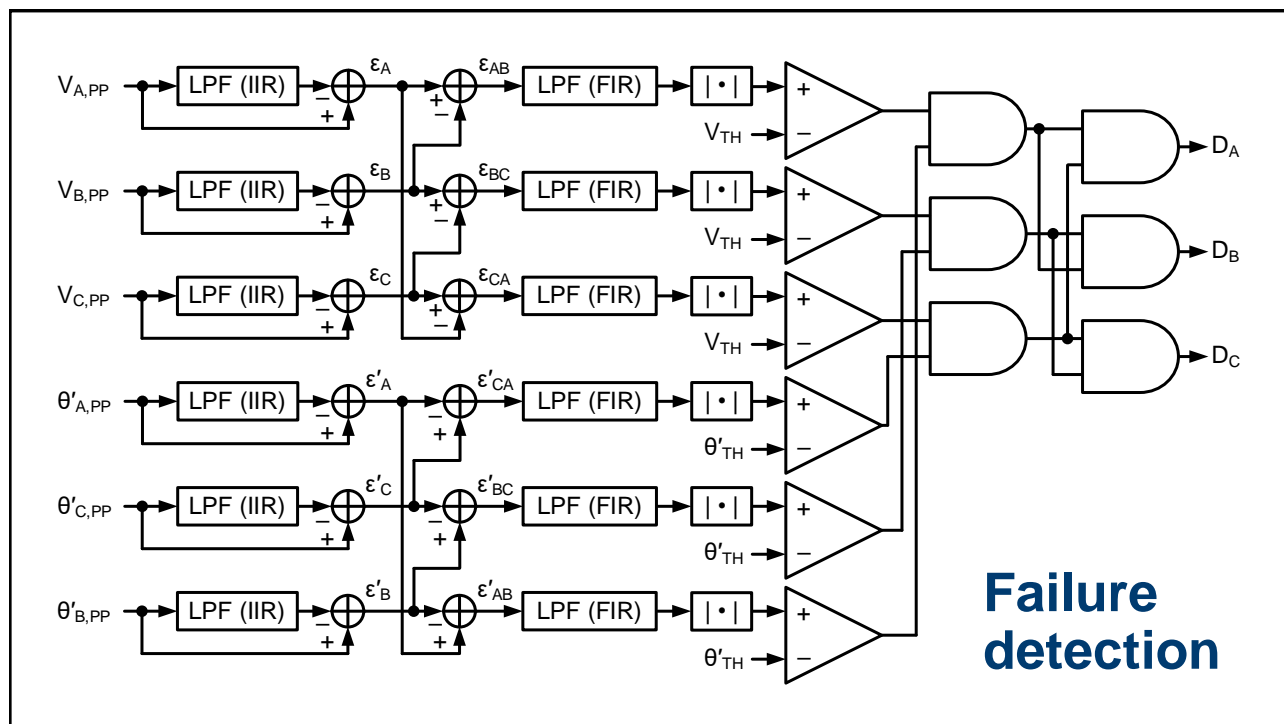 V_A,PP LPF (IIR) − + ε_A + − ε_AB LPF (FIR) |•| + V_TH − D_A
V_B,PP LPF (IIR) − + ε_B + − ε_BC LPF (FIR) |•| + V_TH − D_B
V_C,PP LPF (IIR) − + ε_C + − ε_CA LPF (FIR) |•| + V_TH − D_C
θ′_A,PP LPF (IIR) − + ε′_A − + ε′_CA LPF (FIR) |•| + θ′_TH −
θ′_C,PP LPF (IIR) − + ε′_C − + ε′_BC LPF (FIR) |•| + θ′_TH −
θ′_B,PP LPF (IIR) − + ε′_B − + ε′_AB LPF (FIR) |•| + θ′_TH −
Failure
detection